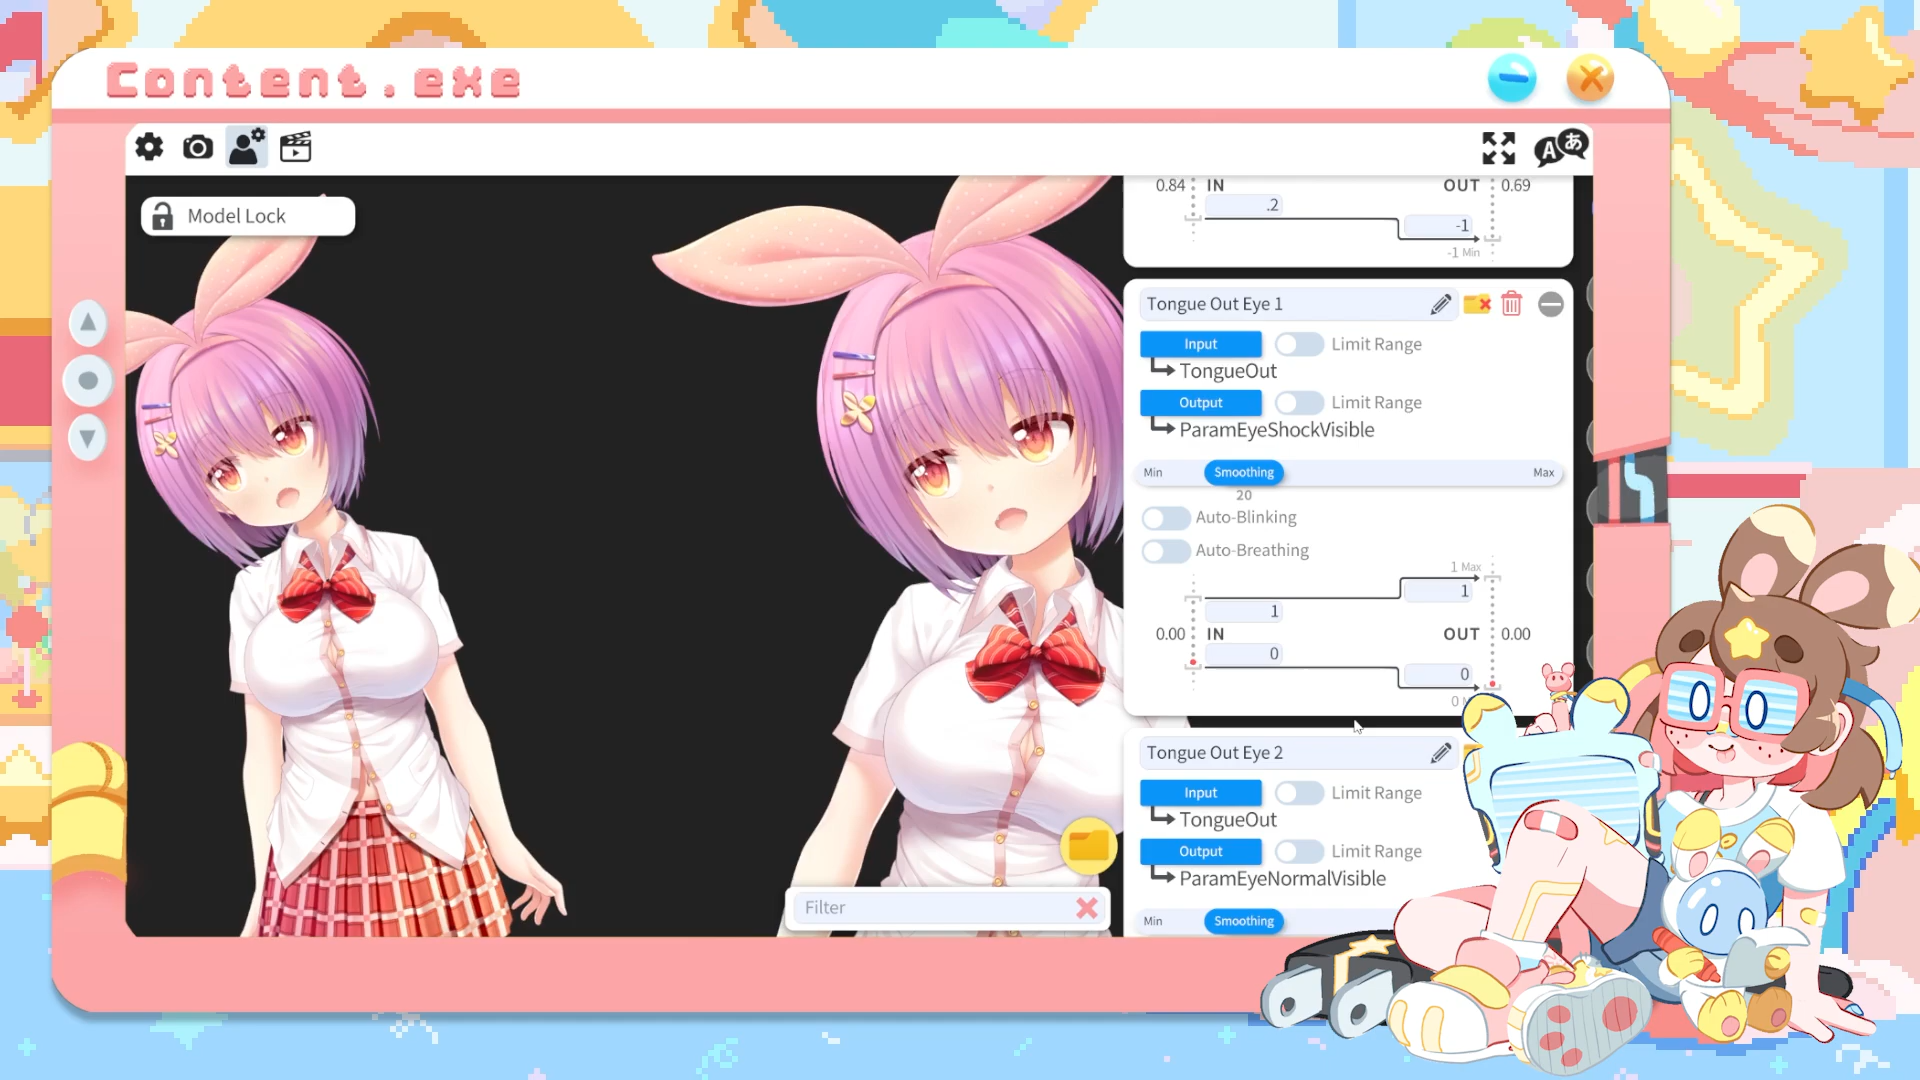 Content.exe
A あ
Model Lock
0.84 IN OUT 0.69
.2
-1
-1 Min
Tongue Out Eye 1
Input Limit Range
TongueOut
Output Limit Range
ParamEyeShockVisible
Min Smoothing Max
20
Auto-Blinking
Auto-Breathing
1 Max
1
1
0.00 IN OUT 0.00
0
0
0
Tongue Out Eye 2
Input Limit Range
TongueOut
Output Limit Range
ParamEyeNormalVisible
Min Smoothing
Filter